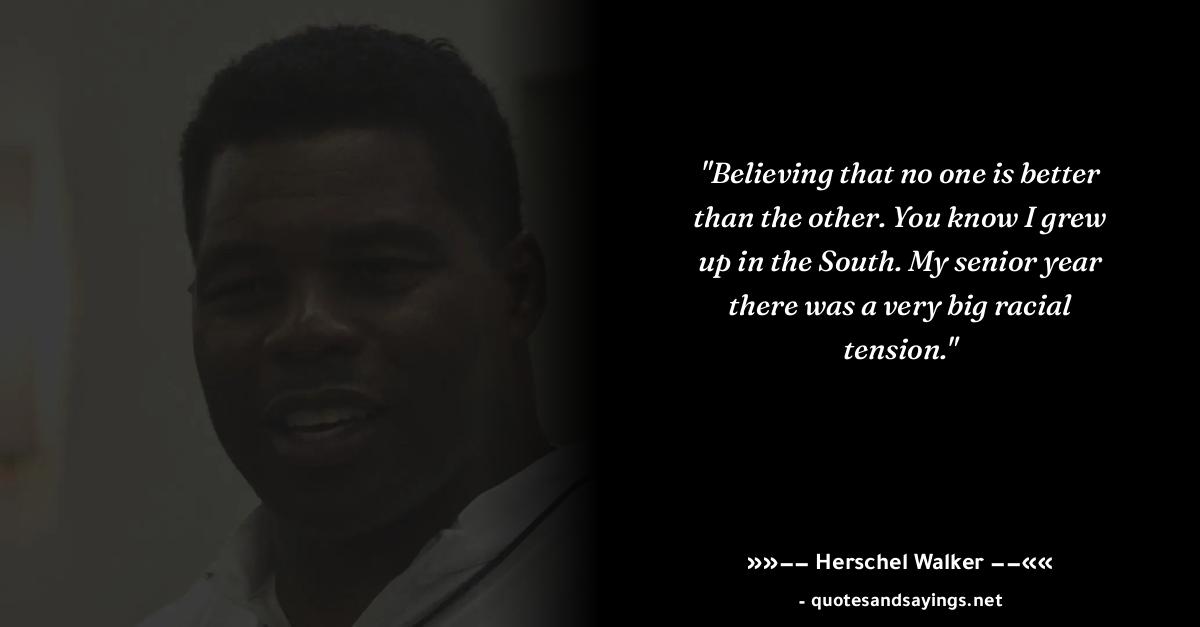 "Believing that no one is better
than the other. You know I grew
up in the South. My senior year
there was a very big racial
tension."
»»−− Herschel Walker −−««
- quotesandsayings.net